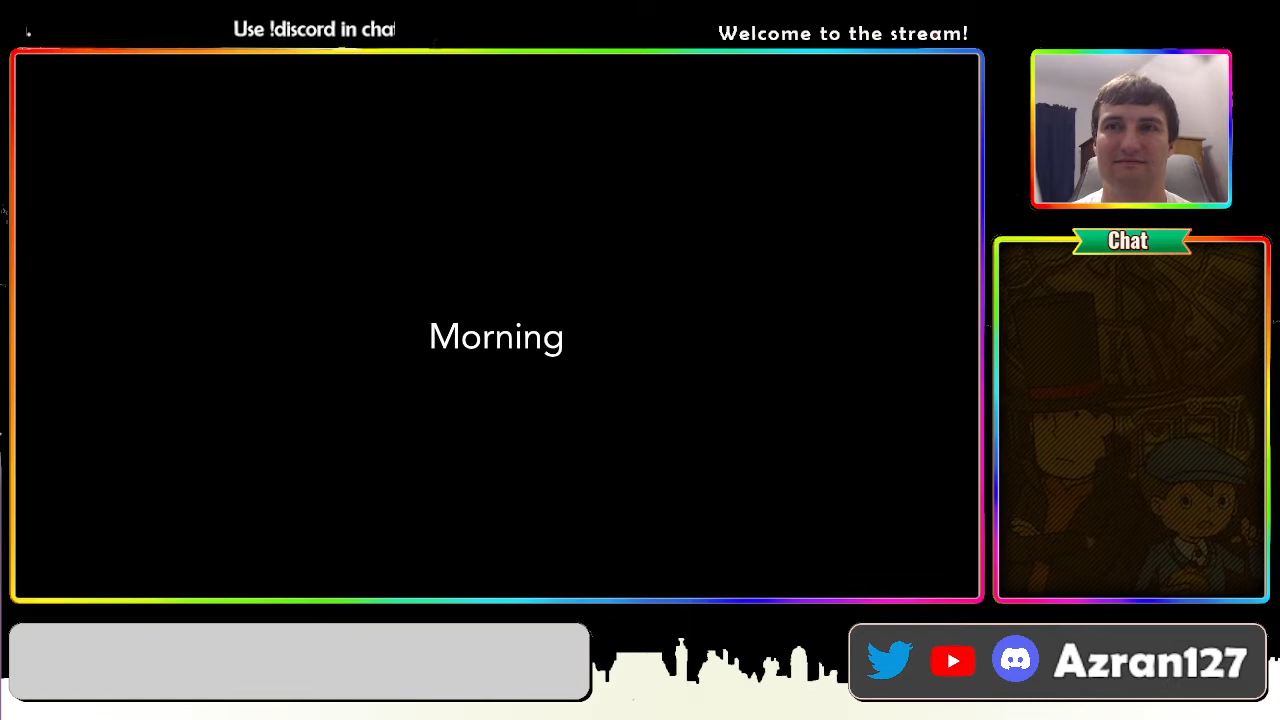 Use !discord in chat
Welcome to the stream!
Chat
Morning
Azran127